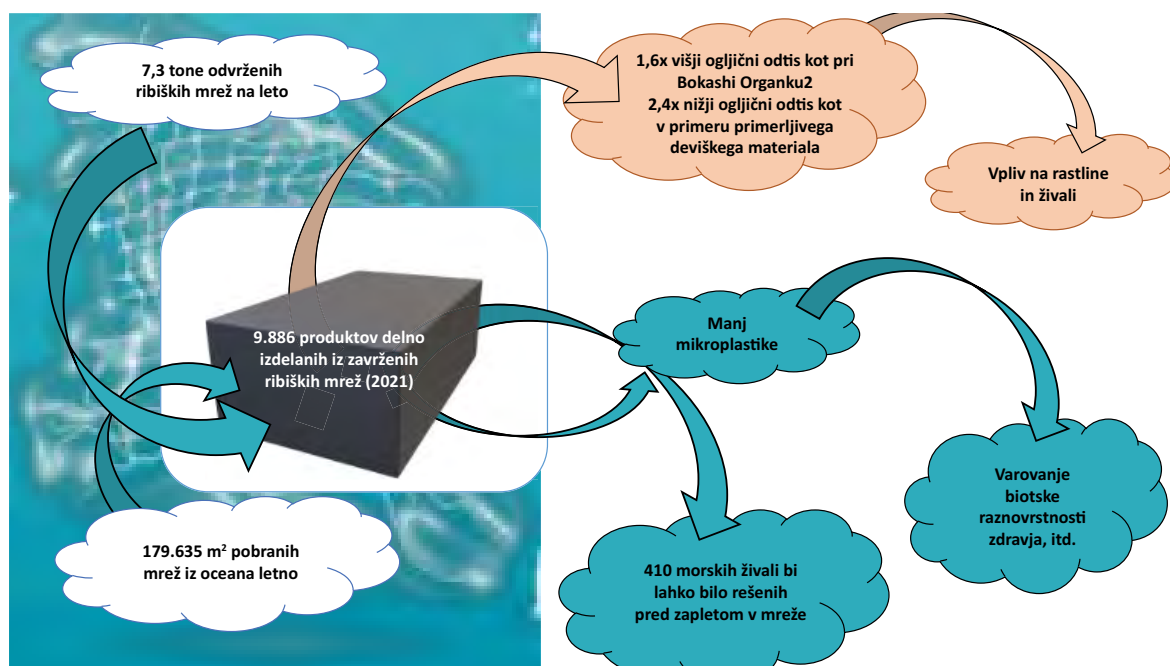 7,3 tone odvrženih
ribiških mrež na leto
1,6x višji ogljični odtis kot pri
Bokashi Organku2
2,4x nižji ogljični odtis kot
v primeru primerljivega
deviškega materiala
Vpliv na rastline
in živali
9.886 produktov delno
izdelanih iz zavrženih
ribiških mrež (2021)
Manj
mikroplastike
Varovanje
biotske
raznovrstnosti
zdravja, itd.
179.635 m² pobranih
mrež iz oceana letno
410 morskih živali bi
lahko bilo rešenih
pred zapletom v mreže